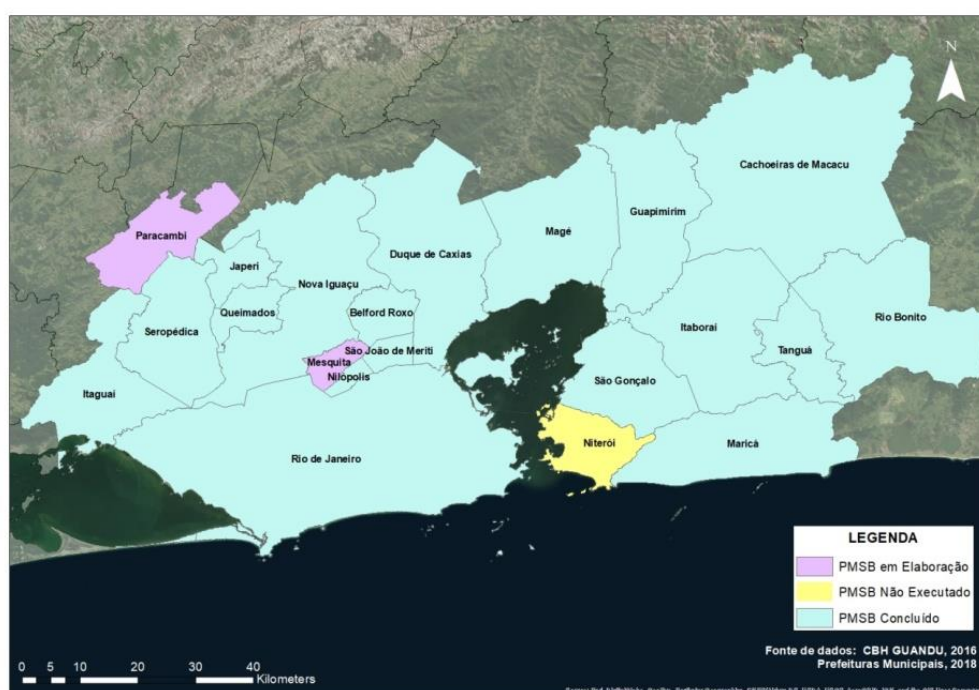 N
Cachoeiras de Macacu
Guapimirim
Paracambi
Magé
Duque de Caxias
Japeri
Nova Iguaçu
Queimados
Belford Roxo
Seropédica
Itaboraí
Rio Bonito
São João de Meriti
Tanguá
Mesquita
Nilópolis
São Gonçalo
Itaguaí
Niterói
Maricá
Rio de Janeiro
LEGENDA
PMSB em Elaboração
PMSB Não Executado
PMSB Concluído
Fonte de dados: CBH GUANDU, 2016
Prefeituras Municipais, 2018
0 5 10 20 30 40
Kilometers